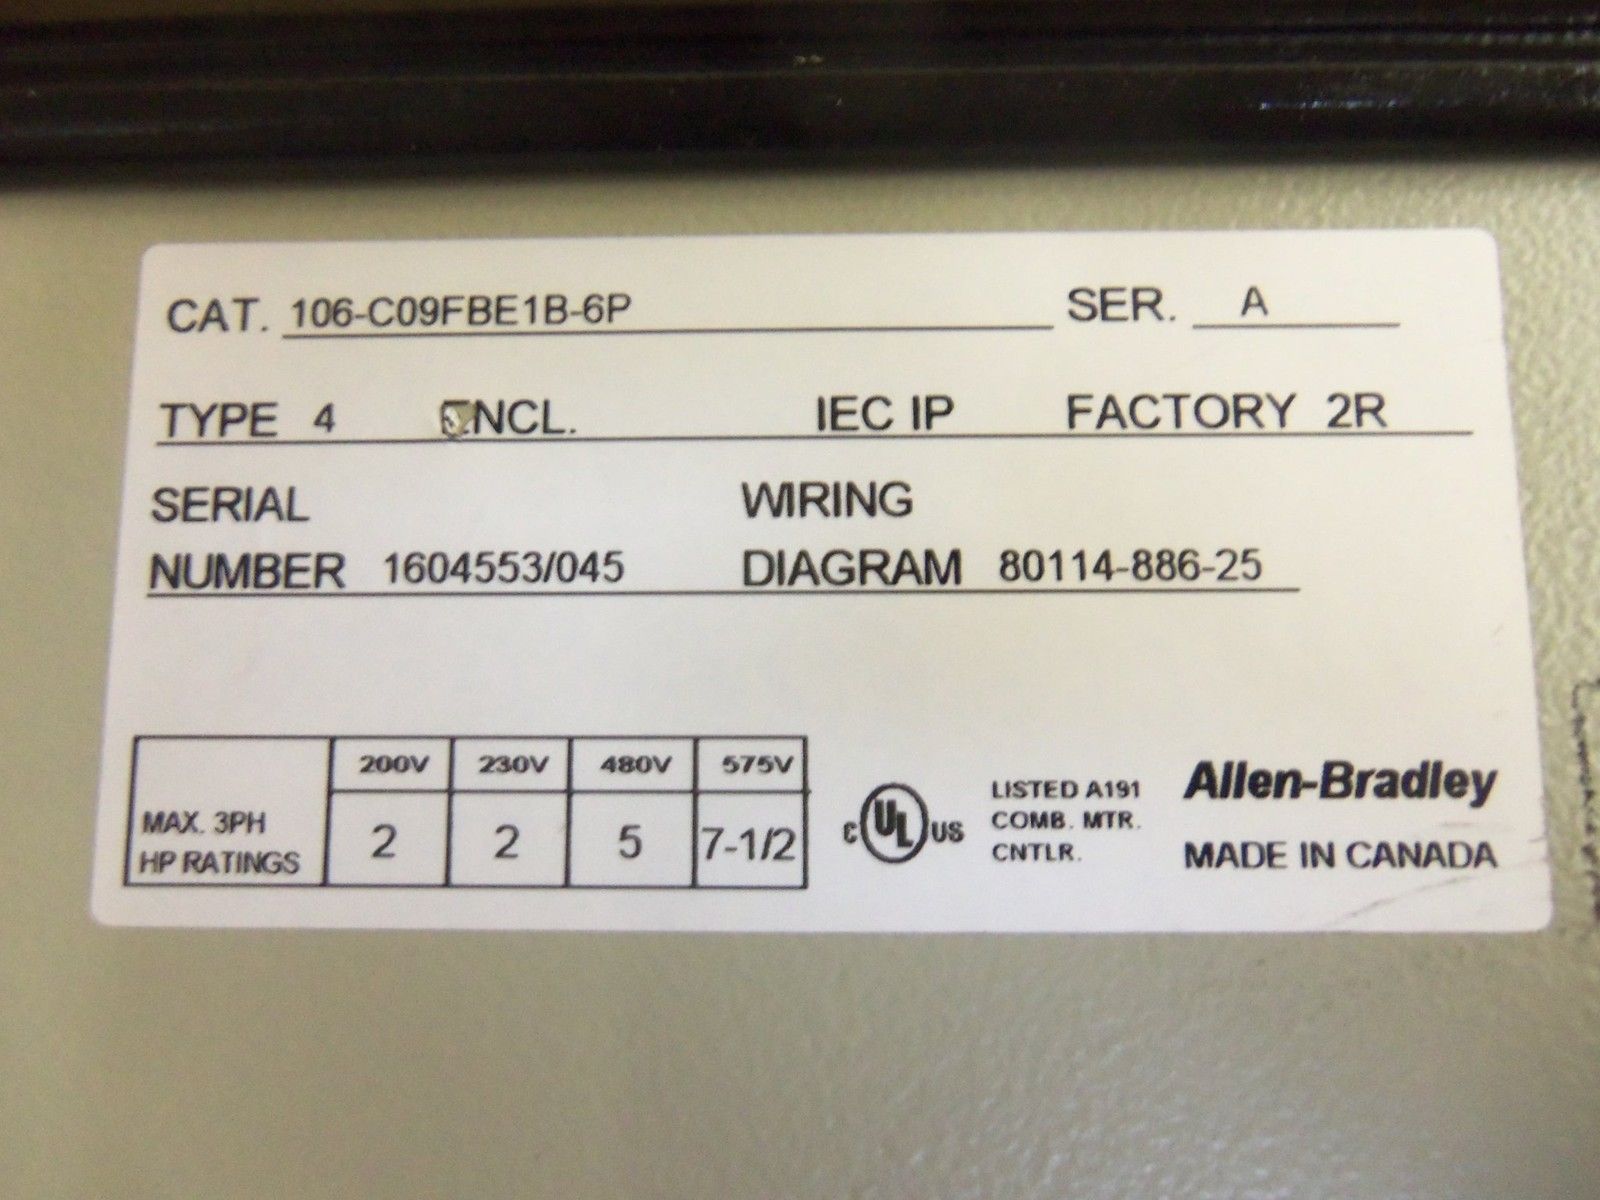 CAT. 106-C09FBE1B-6P SER. A
TYPE 4 ENCL. IEC IP FACTORY 2R
SERIAL WIRING
NUMBER 1604553/045 DIAGRAM 80114-886-25
200V 230V 480V 575V
MAX. 3PH
HP RATINGS 2 2 5 7-1/2
C UL US
LISTED A191
COMB. MTR.
CNTLR.
Allen-Bradley
MADE IN CANADA